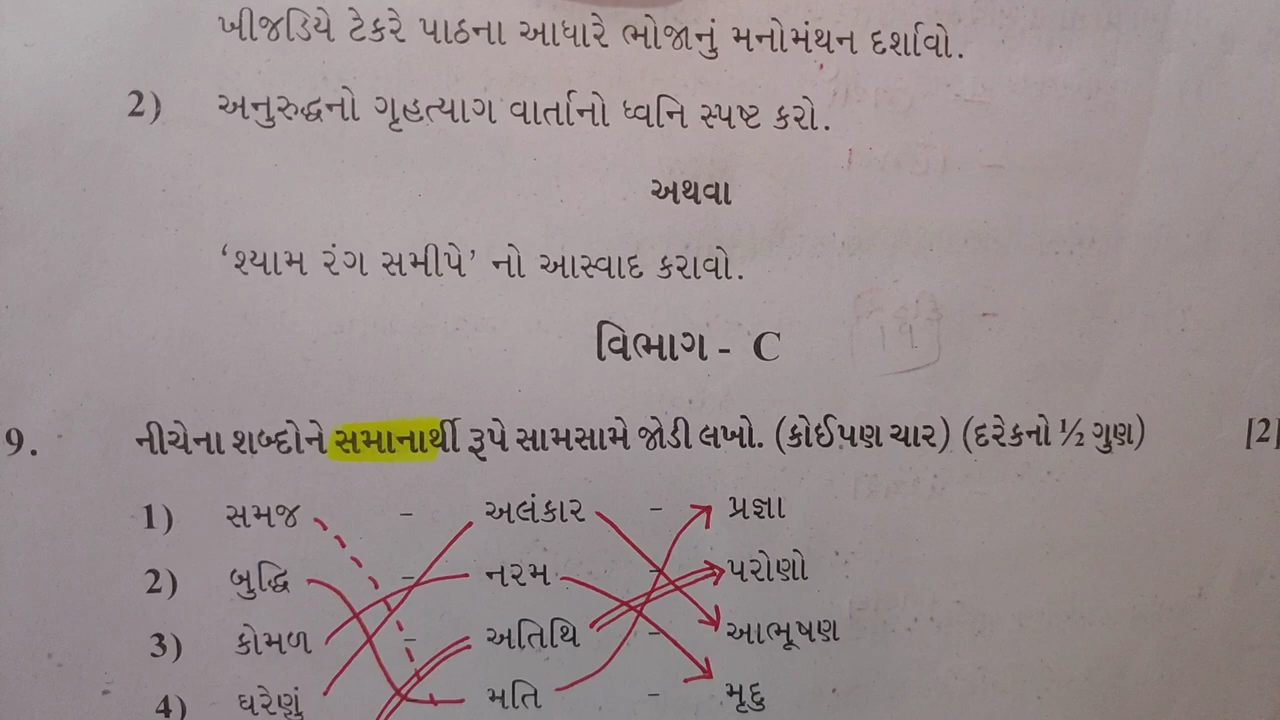 ખીજડિયે ટેકરે પાઠના આધારે ભોજાનું મનોમંથન દર્શાવો.
2) અનુરુદ્ધનો ગૃહત્યાગ વાર્તાનો ધ્વનિ સ્પષ્ટ કરો.
અથવા
‘શ્યામ રંગ સમીપે’ નો આસ્વાદ કરાવો.
વિભાગ - C
9. નીચેના શબ્દોને સમાનાર્થી રૂપે સામસામે જોડી લખો. (કોઈપણ ચાર) (દરેકનો ½ ગુણ) [2]
1) સમજ - અલંકાર - પ્રજ્ઞા
2) બુદ્ધિ - નરમ - પરોણો
3) કોમળ - અતિથિ - આભૂષણ
4) ઘરેણું મતિ - મૃદુ